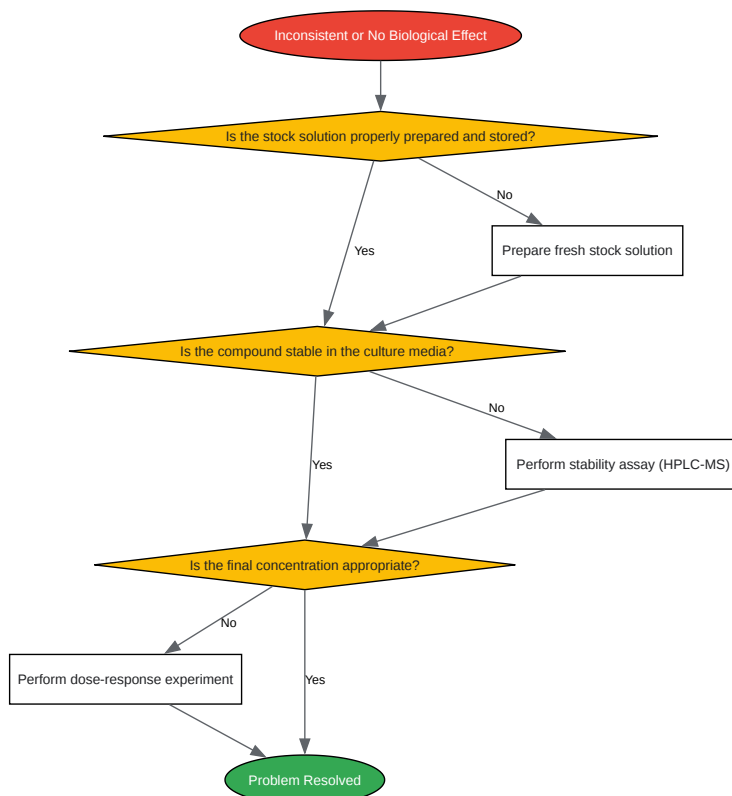 Inconsistent or No Biological Effect
Is the stock solution properly prepared and stored?
No
Yes
Prepare fresh stock solution
Is the compound stable in the culture media?
No
Yes
Perform stability assay (HPLC-MS)
Is the final concentration appropriate?
No
Yes
Perform dose-response experiment
Problem Resolved